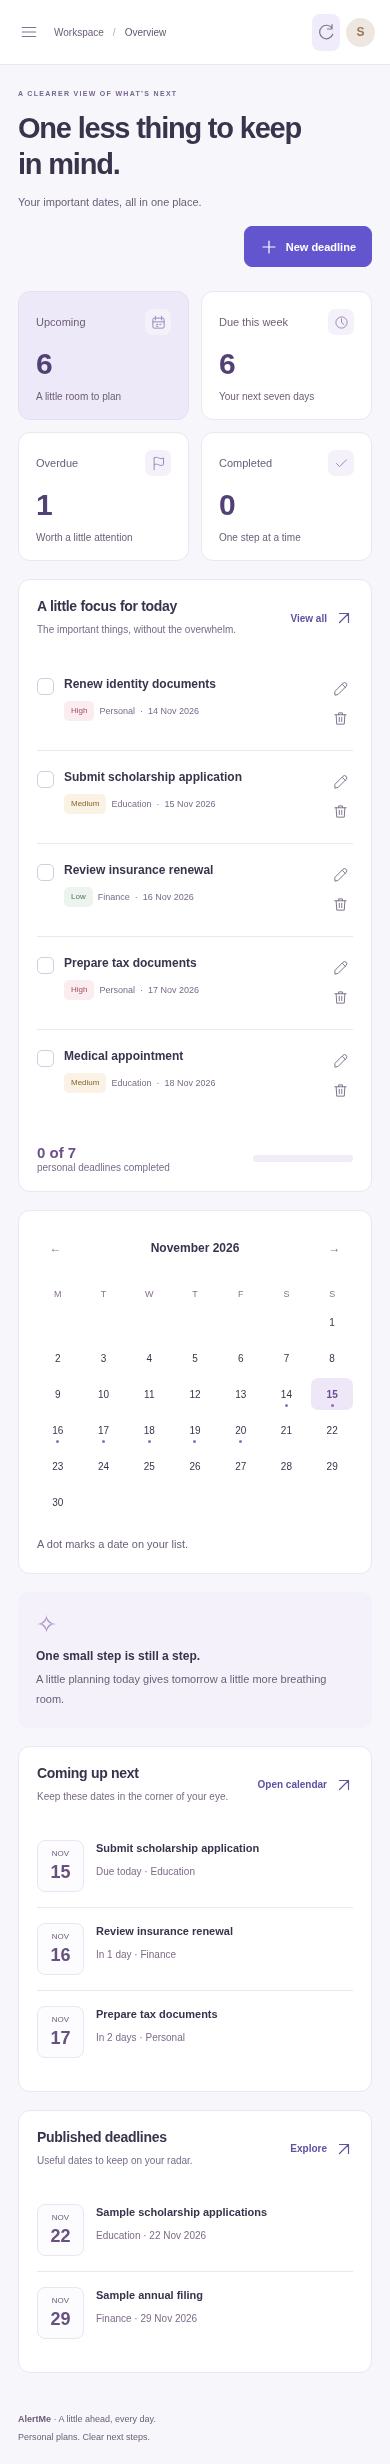 Workspace / Overview
S
A CLEARER VIEW OF WHAT'S NEXT
One less thing to keep
in mind.
Your important dates, all in one place.
New deadline
Upcoming
6
A little room to plan
Due this week
6
Your next seven days
Overdue
1
Worth a little attention
Completed
0
One step at a time
A little focus for today
The important things, without the overwhelm.
View all
Renew identity documents
High Personal · 14 Nov 2026
Submit scholarship application
Medium Education · 15 Nov 2026
Review insurance renewal
Low Finance · 16 Nov 2026
Prepare tax documents
High Personal · 17 Nov 2026
Medical appointment
Medium Education · 18 Nov 2026
0 of 7
personal deadlines completed
← November 2026 →
M T W T F S S
1
2 3 4 5 6 7 8
9 10 11 12 13 14 15
16 17 18 19 20 21 22
23 24 25 26 27 28 29
30
A dot marks a date on your list.
One small step is still a step.
A little planning today gives tomorrow a little more breathing
room.
Coming up next
Keep these dates in the corner of your eye.
Open calendar
NOV
15
Submit scholarship application
Due today · Education
NOV
16
Review insurance renewal
In 1 day · Finance
NOV
17
Prepare tax documents
In 2 days · Personal
Published deadlines
Useful dates to keep on your radar.
Explore
NOV
22
Sample scholarship applications
Education · 22 Nov 2026
NOV
29
Sample annual filing
Finance · 29 Nov 2026
AlertMe · A little ahead, every day.
Personal plans. Clear next steps.